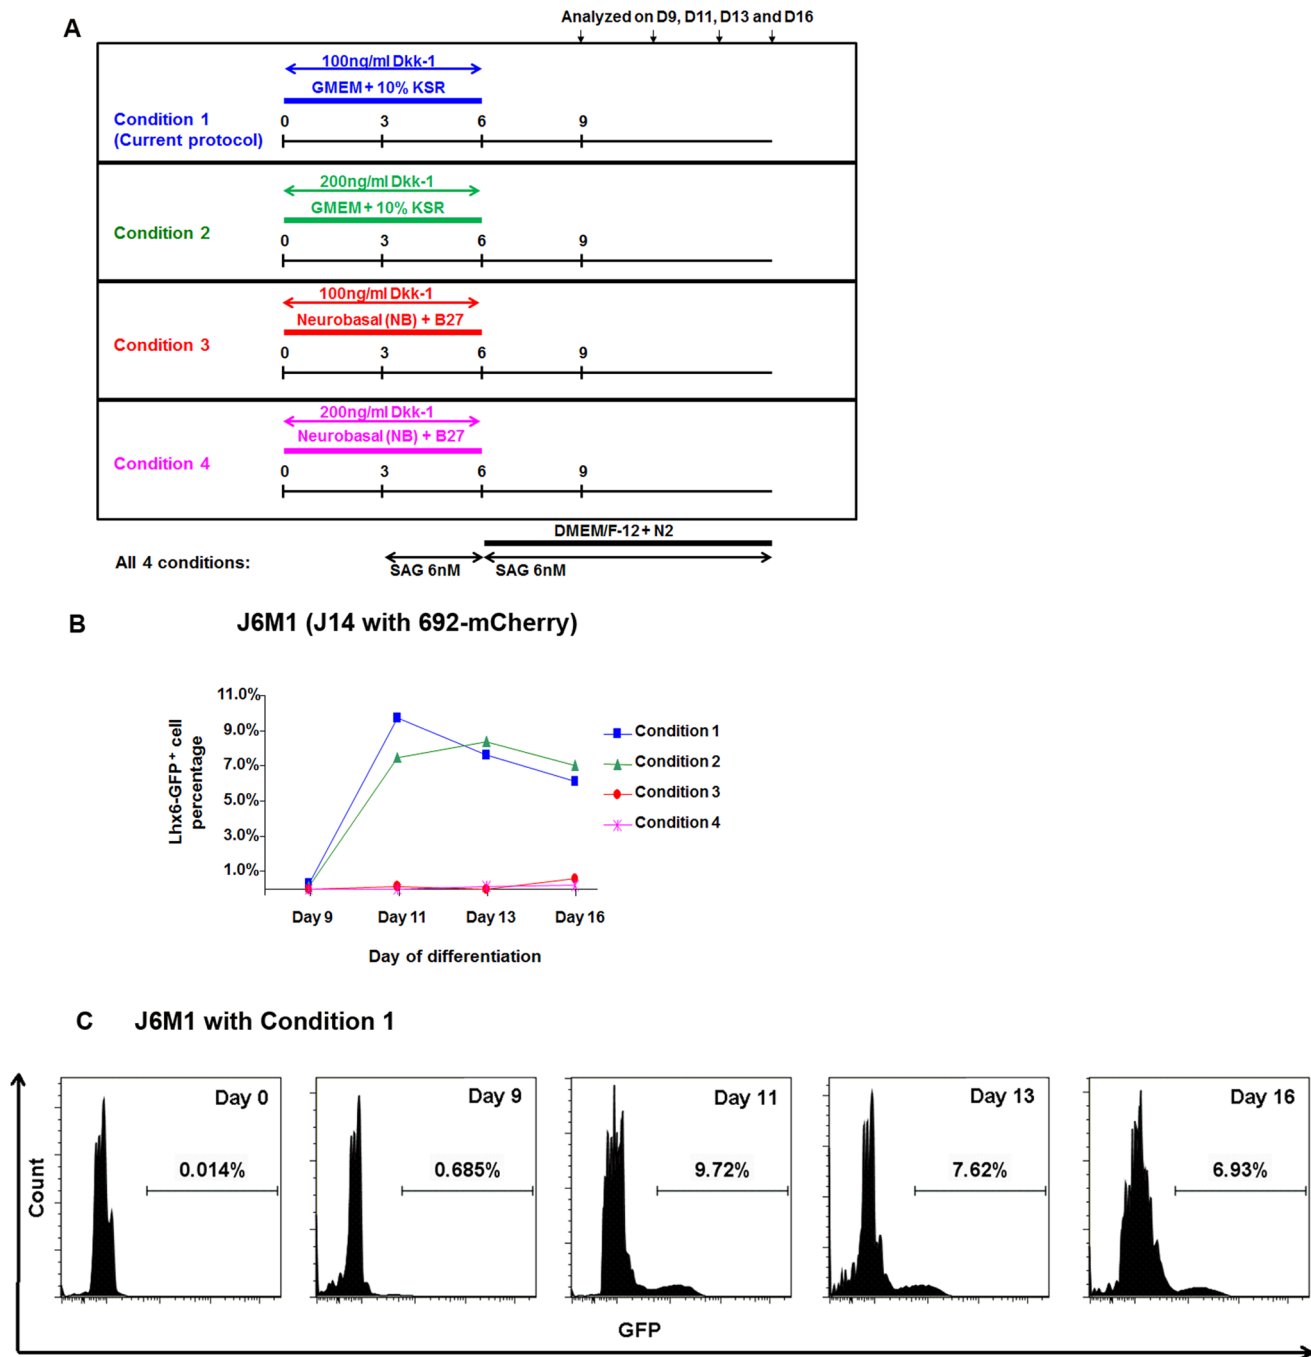 A
Analyzed on D9, D11, D13 and D16
100ng/ml Dkk-1
GMEM + 10% KSR
Condition 1
(Current protocol)
0 3 6 9
200ng/ml Dkk-1
GMEM + 10% KSR
Condition 2
0 3 6 9
100ng/ml Dkk-1
Neurobasal (NB) + B27
Condition 3
0 3 6 9
200ng/ml Dkk-1
Neurobasal (NB) + B27
Condition 4
0 3 6 9
DMEM/F-12 + N2
All 4 conditions:
SAG 6nM SAG 6nM
B J6M1 (J14 with 692-mCherry)
Lhx6-GFP+ cell
percentage
11.0%
9.0%
7.0%
5.0%
3.0%
1.0%
Condition 1
Condition 2
Condition 3
Condition 4
Day 9 Day 11 Day 13 Day 16
Day of differentiation
C J6M1 with Condition 1
Count
Day 0
0.014%
Day 9
0.685%
Day 11
9.72%
Day 13
7.62%
Day 16
6.93%
GFP